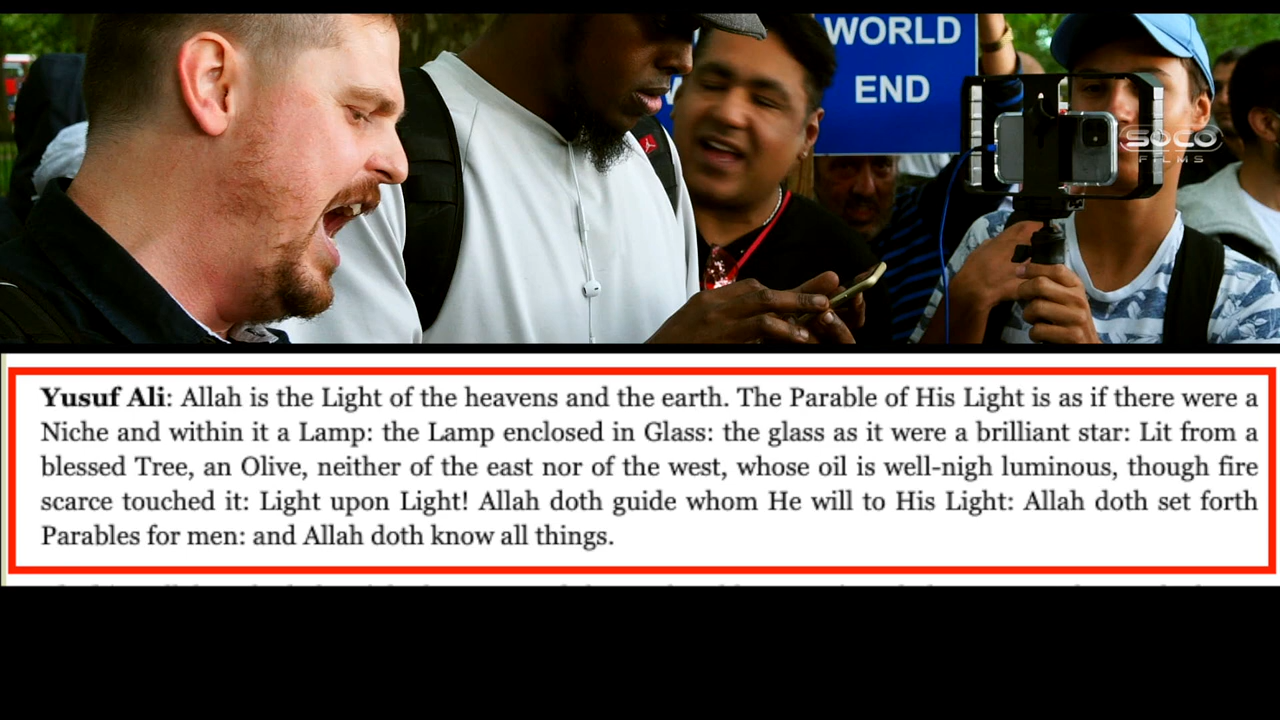 WORLD
END
SOCO
FILMS
Yusuf Ali: Allah is the Light of the heavens and the earth. The Parable of His Light is as if there were a
Niche and within it a Lamp: the Lamp enclosed in Glass: the glass as it were a brilliant star: Lit from a
blessed Tree, an Olive, neither of the east nor of the west, whose oil is well-nigh luminous, though fire
scarce touched it: Light upon Light! Allah doth guide whom He will to His Light: Allah doth set forth
Parables for men: and Allah doth know all things.